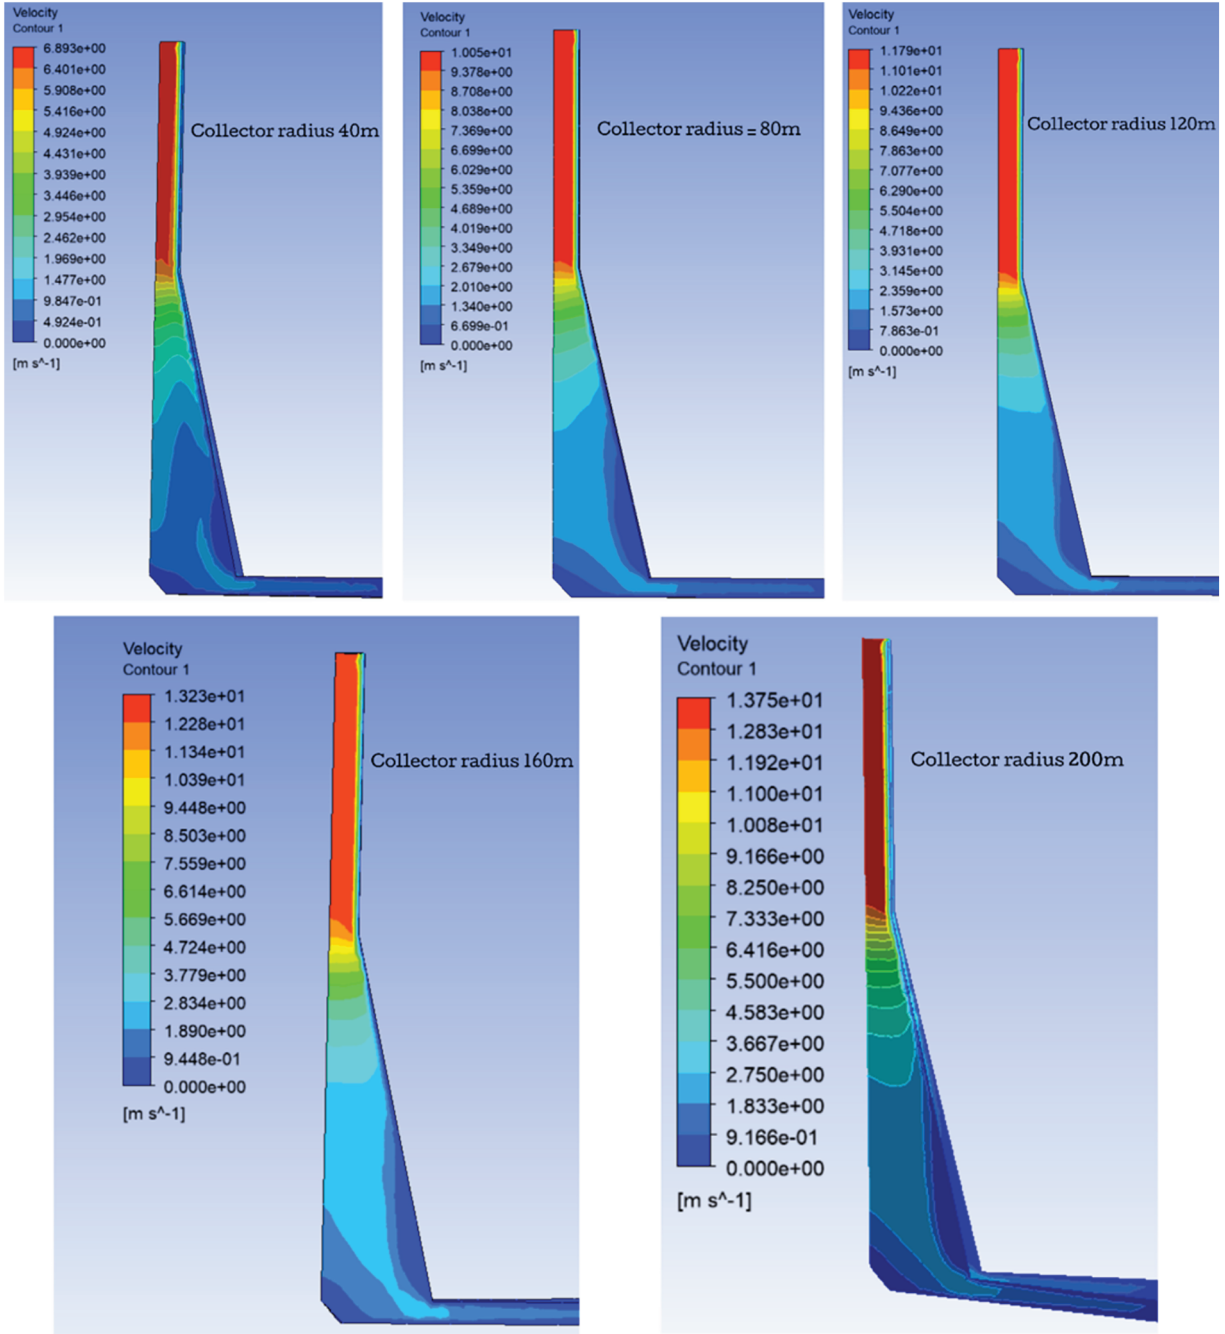 Velocity
Contour 1
6.893e+00
6.401e+00
5.908e+00
5.416e+00
4.924e+00
4.431e+00
3.939e+00
3.446e+00
2.954e+00
2.462e+00
1.969e+00
1.477e+00
9.847e-01
4.924e-01
0.000e+00
[m s^-1]
Collector radius 40m
Velocity
Contour 1
1.005e+01
9.378e+00
8.708e+00
8.038e+00
7.369e+00
6.699e+00
6.029e+00
5.359e+00
4.689e+00
4.019e+00
3.349e+00
2.679e+00
2.010e+00
1.340e+00
6.699e-01
0.000e+00
[m s^-1]
Collector radius = 80m
Velocity
Contour 1
1.179e+01
1.101e+01
1.022e+01
9.436e+00
8.649e+00
7.863e+00
7.077e+00
6.290e+00
5.504e+00
4.718e+00
3.931e+00
3.145e+00
2.359e+00
1.573e+00
7.863e-01
0.000e+00
[m s^-1]
Collector radius 120m
Velocity
Contour 1
1.323e+01
1.228e+01
1.134e+01
1.039e+01
9.448e+00
8.503e+00
7.559e+00
6.614e+00
5.669e+00
4.724e+00
3.779e+00
2.834e+00
1.890e+00
9.448e-01
0.000e+00
[m s^-1]
Collector radius 160m
Velocity
Contour 1
1.375e+01
1.283e+01
1.192e+01
1.100e+01
1.008e+01
9.166e+00
8.250e+00
7.333e+00
6.416e+00
5.500e+00
4.583e+00
3.667e+00
2.750e+00
1.833e+00
9.166e-01
0.000e+00
[m s^-1]
Collector radius 200m